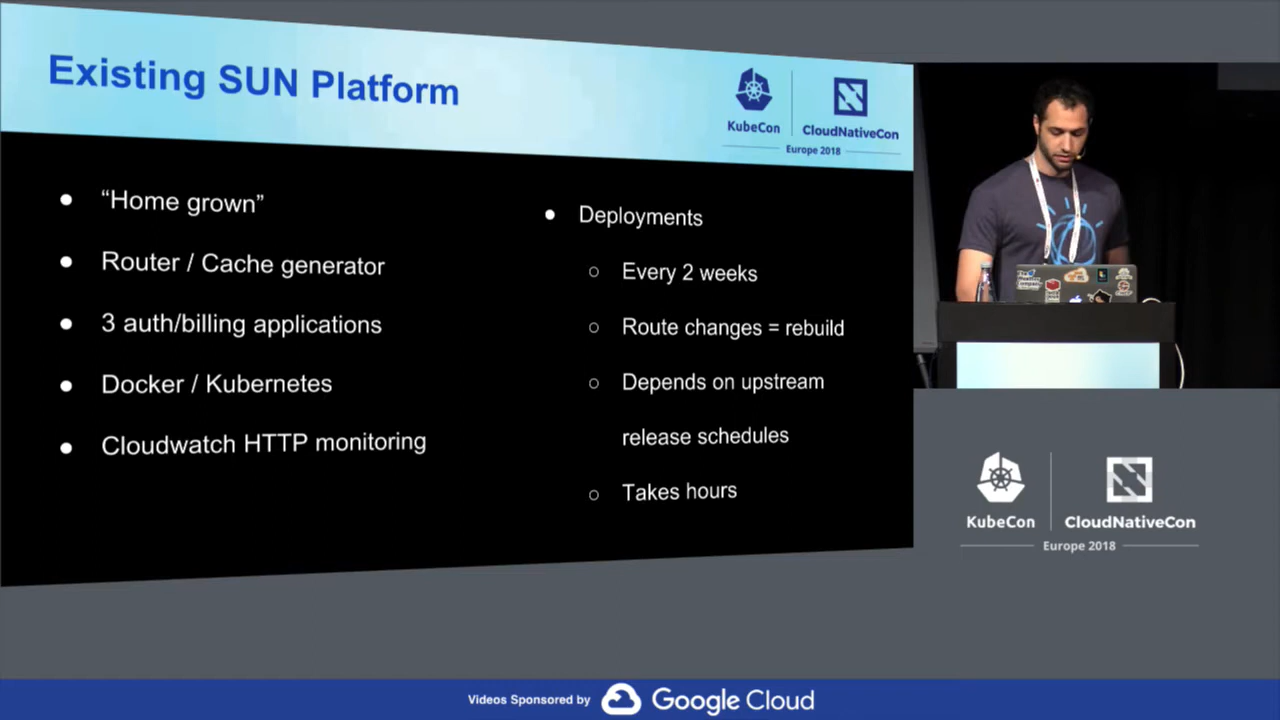 Existing SUN Platform
KubeCon
CloudNativeCon
Europe 2018
“Home grown”
Router / Cache generator
3 auth/billing applications
Docker / Kubernetes
Cloudwatch HTTP monitoring
Deployments
Every 2 weeks
Route changes = rebuild
Depends on upstream
release schedules
Takes hours
KubeCon
CloudNativeCon
Europe 2018
Videos Sponsored by
Google Cloud